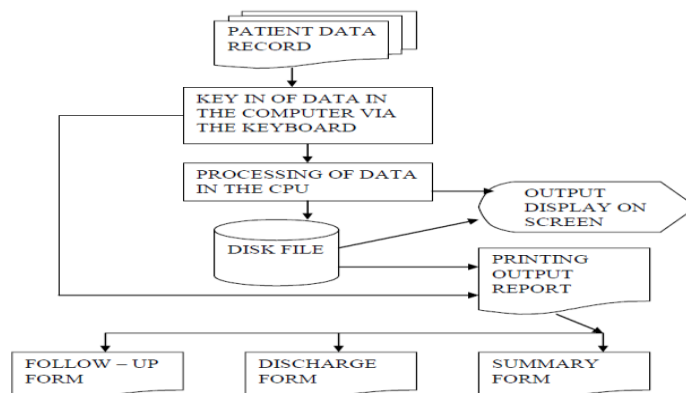 PATIENT DATA
RECORD
KEY IN OF DATA IN
THE COMPUTER VIA
THE KEYBOARD
PROCESSING OF DATA
IN THE CPU
OUTPUT
DISPLAY ON
SCREEN
DISK FILE
PRINTING
OUTPUT
REPORT
FOLLOW – UP
FORM
DISCHARGE
FORM
SUMMARY
FORM